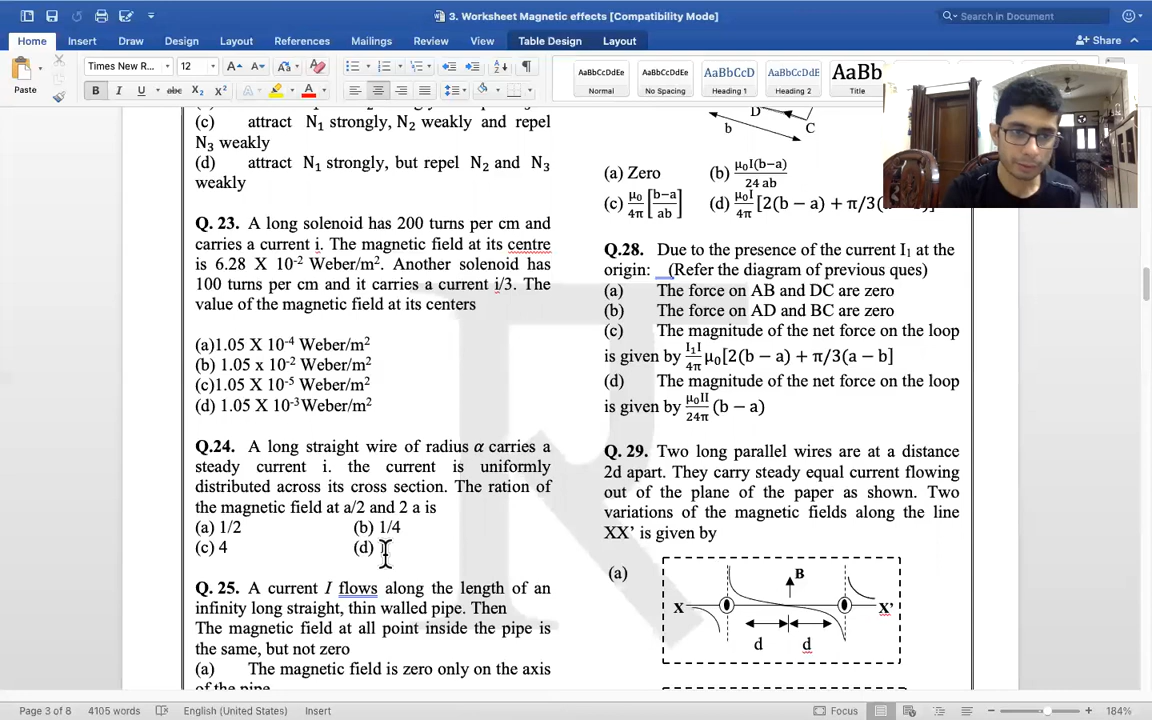 3. Worksheet Magnetic effects [Compatibility Mode]
Search in Document
Home Insert Draw Design Layout References Mailings Review View Table Design Layout
Share
Paste
Times New R... 12
B I U abc X₂ X²
AaBbCcDdEe AaBbCcDdEe AaBbCcD AaBbCcDdEe AaBb
Normal No Spacing Heading 1 Heading 2 Title
(c) attract N₁ strongly, N₂ weakly and repel
N₃ weakly
(d) attract N₁ strongly, but repel N₂ and N₃
weakly
Q. 23. A long solenoid has 200 turns per cm and
carries a current i. The magnetic field at its centre
is 6.28 X 10⁻² Weber/m². Another solenoid has
100 turns per cm and it carries a current i/3. The
value of the magnetic field at its centers
(a)1.05 X 10⁻⁴ Weber/m²
(b) 1.05 x 10⁻² Weber/m²
(c)1.05 X 10⁻⁵ Weber/m²
(d) 1.05 X 10⁻³ Weber/m²
Q.24. A long straight wire of radius α carries a
steady current i. the current is uniformly
distributed across its cross section. The ration of
the magnetic field at a/2 and 2 a is
(a) 1/2 (b) 1/4
(c) 4 (d)
Q. 25. A current I flows along the length of an
infinity long straight, thin walled pipe. Then
The magnetic field at all point inside the pipe is
the same, but not zero
(a) The magnetic field is zero only on the axis
of the pipe
D
b C
(a) Zero (b) μ₀I(b−a)/24 ab
(c) μ₀/4π [b−a/ab] (d) μ₀I/4π [2(b − a) + π/3(
Q.28. Due to the presence of the current I₁ at the
origin: (Refer the diagram of previous ques)
(a) The force on AB and DC are zero
(b) The force on AD and BC are zero
(c) The magnitude of the net force on the loop
is given by I₁I/4π μ₀[2(b − a) + π/3(a − b]
(d) The magnitude of the net force on the loop
is given by μ₀II/24π (b − a)
Q. 29. Two long parallel wires are at a distance
2d apart. They carry steady equal current flowing
out of the plane of the paper as shown. Two
variations of the magnetic fields along the line
XX’ is given by
(a)
B
X X’
d d
Page 3 of 8 4105 words English (United States) Insert Focus 184%